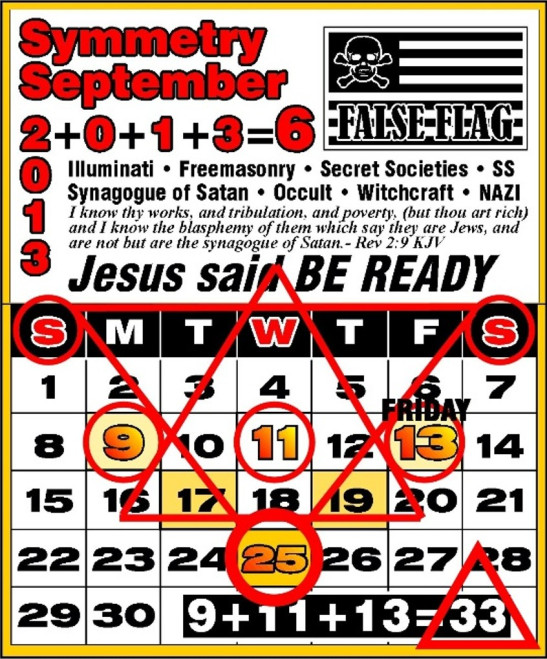 Symmetry
September
2+0+1+3=6
FALSE-FLAG
2
0
1
3
Illuminati • Freemasonry • Secret Societies • SS
Synagogue of Satan • Occult • Witchcraft • NAZI
I know thy works, and tribulation, and poverty, (but thou art rich)
and I know the blasphemy of them which say they are Jews, and
are not but are the synagogue of Satan.- Rev 2:9 KJV
Jesus said BE READY
S M T W T F S
1 2 3 4 5 6 7
FRIDAY
8 9 10 11 12 13 14
15 16 17 18 19 20 21
22 23 24 25 26 27 28
29 30 9+11+13=33